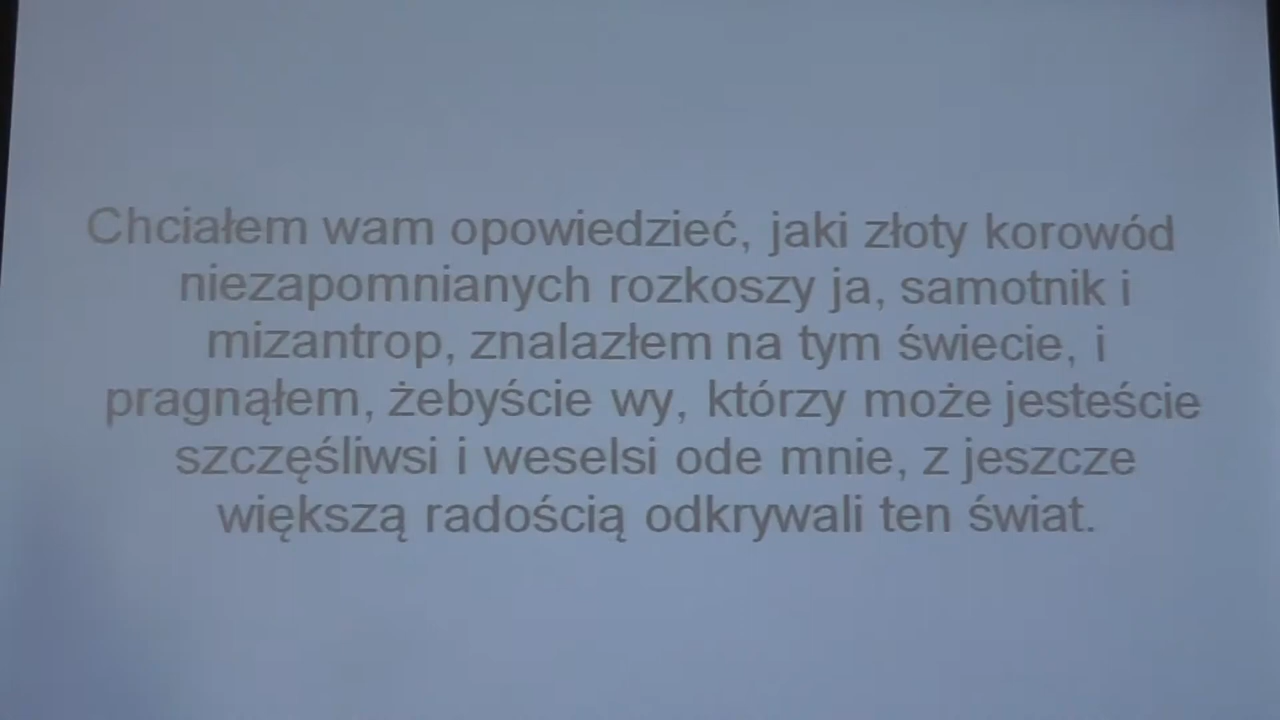 Chciałem wam opowiedzieć, jaki złoty korowód
niezapomnianych rozkoszy ja, samotnik i
mizantrop, znalazłem na tym świecie, i
pragnąłem, żebyście wy, którzy może jesteście
szczęśliwsi i weselsi ode mnie, z jeszcze
większą radością odkrywali ten świat.